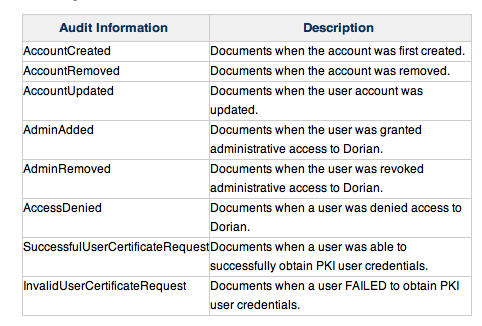 Audit Information Description
AccountCreated Documents when the account was first created.
AccountRemoved Documents when the account was removed.
AccountUpdated Documents when the user account was
updated.
AdminAdded Documents when the user was granted
administrative access to Dorian.
AdminRemoved Documents when the user was revoked
administrative access to Dorian.
AccessDenied Documents when a user was denied access to
Dorian.
SuccessfulUserCertificateRequest Documents when a user was able to
successfully obtain PKI user credentials.
InvalidUserCertificateRequest Documents when a user FAILED to obtain PKI
user credentials.